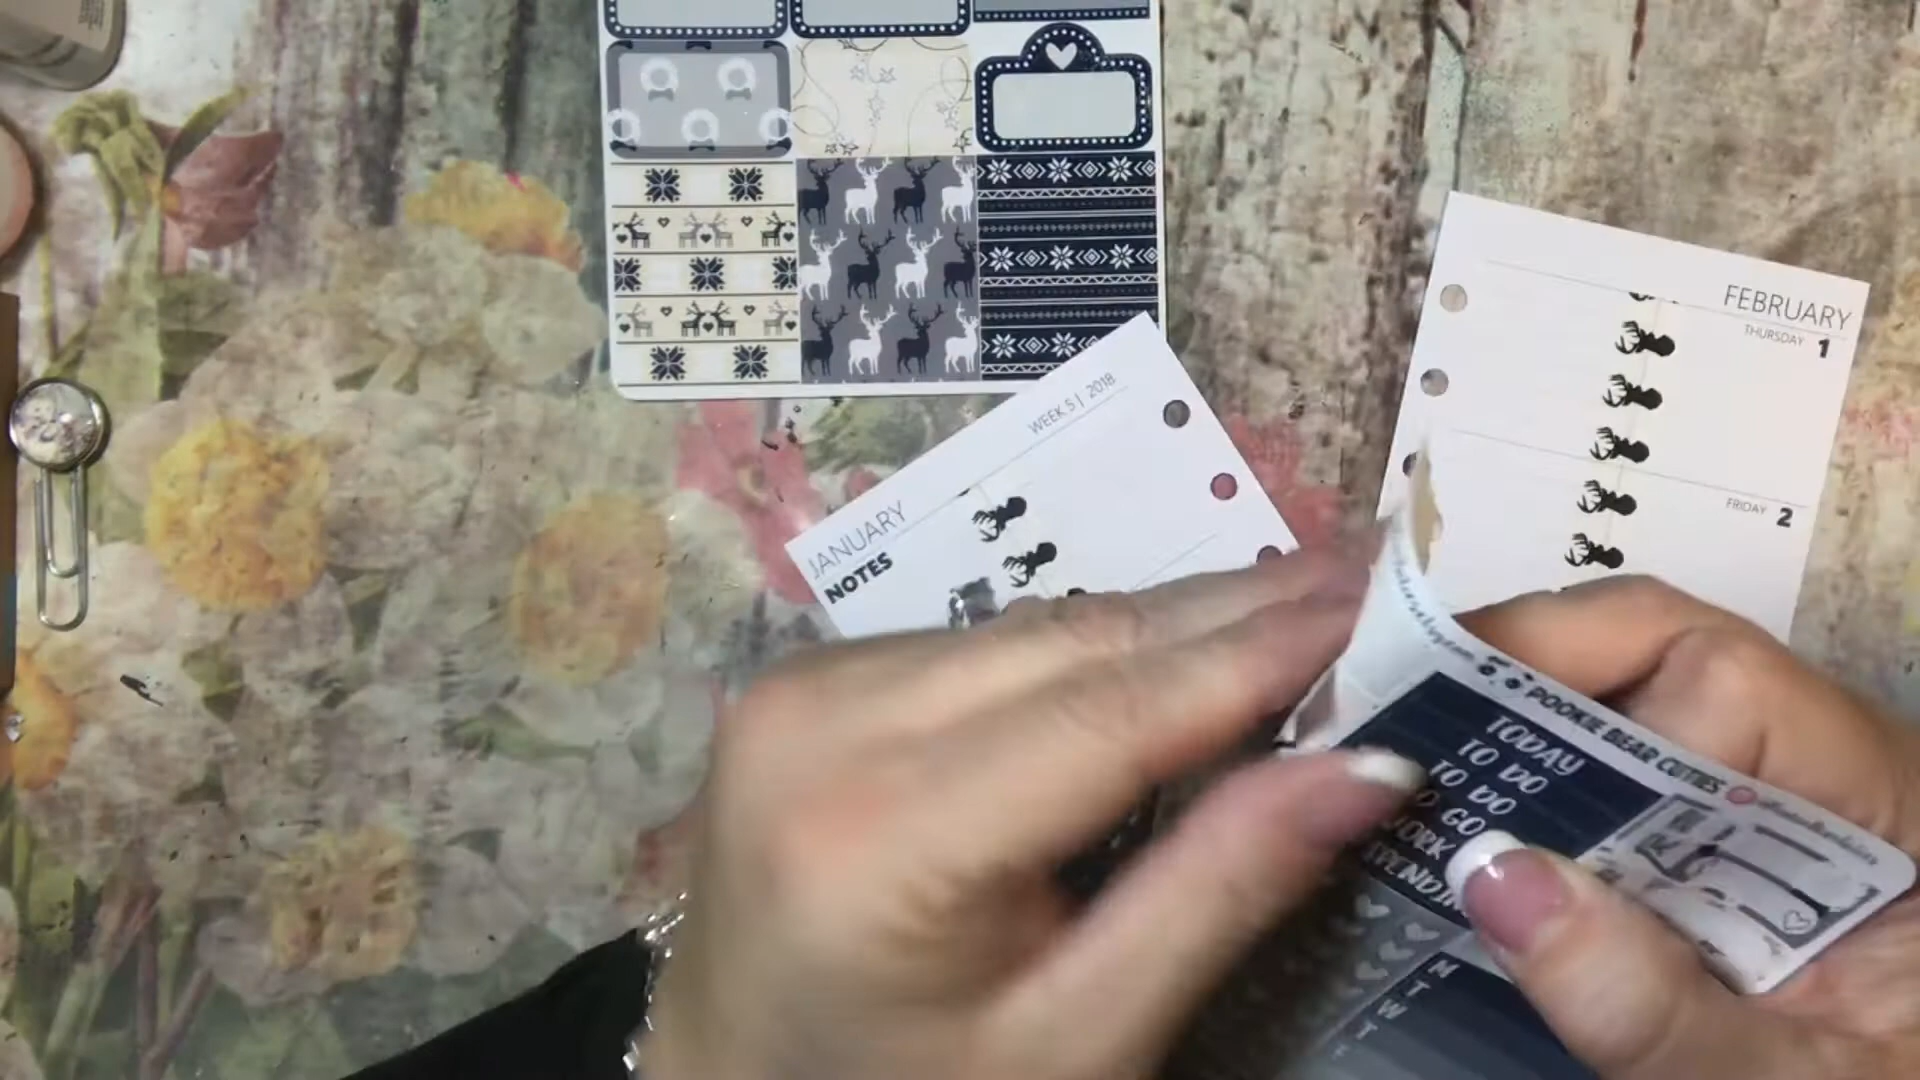 FEBRUARY
THURSDAY 1
FRIDAY 2
WEEK 5 | 2018
JANUARY
NOTES
POOKIE BEAR CUTIES
TODAY
TO DO
TO DO
GO
WORK
M
T
W
T